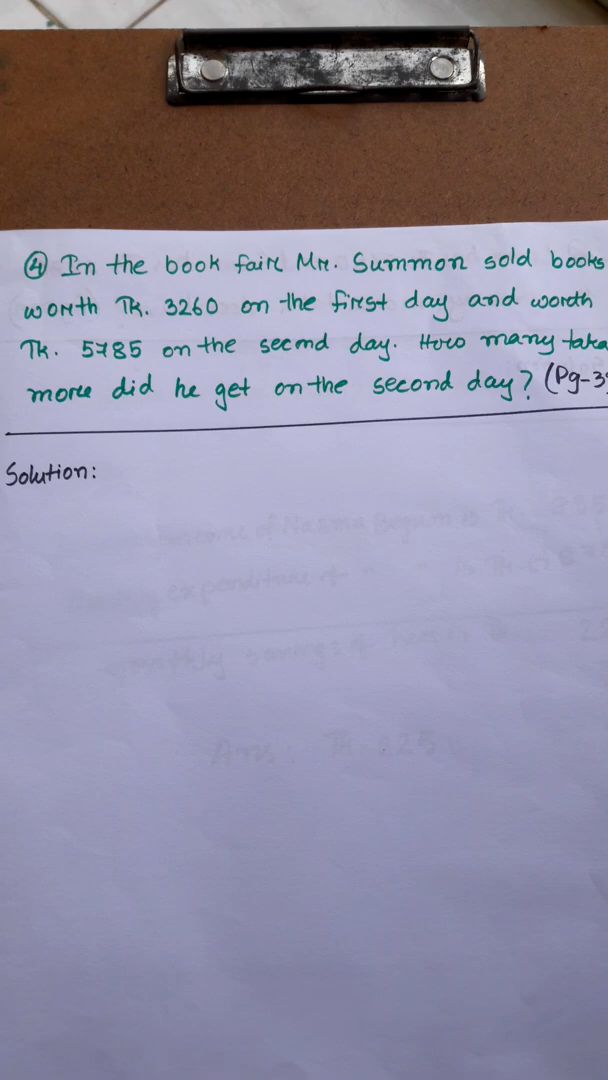 ④ In the book fair Mr. Summon sold books
worth Tk. 3260 on the first day and worth
Tk. 5785 on the second day. How many taka
more did he get on the second day? (Pg-39
Solution: